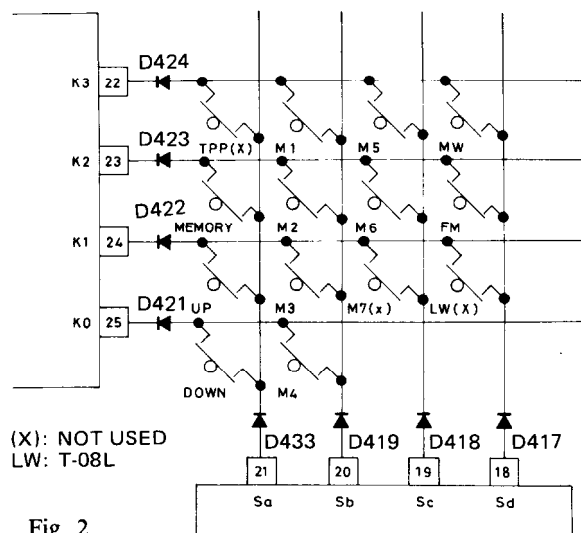 D424
K3 22
D423
TPP(X) M1 M5 MW
K2 23
D422
MEMORY M2 M6 FM
K1 24
D421
UP M3 M7(x) LW(X)
K0 25
DOWN M4
(X): NOT USED
LW: T-08L
D433 D419 D418 D417
21 20 19 18
Sa Sb Sc Sd
Fig. 2